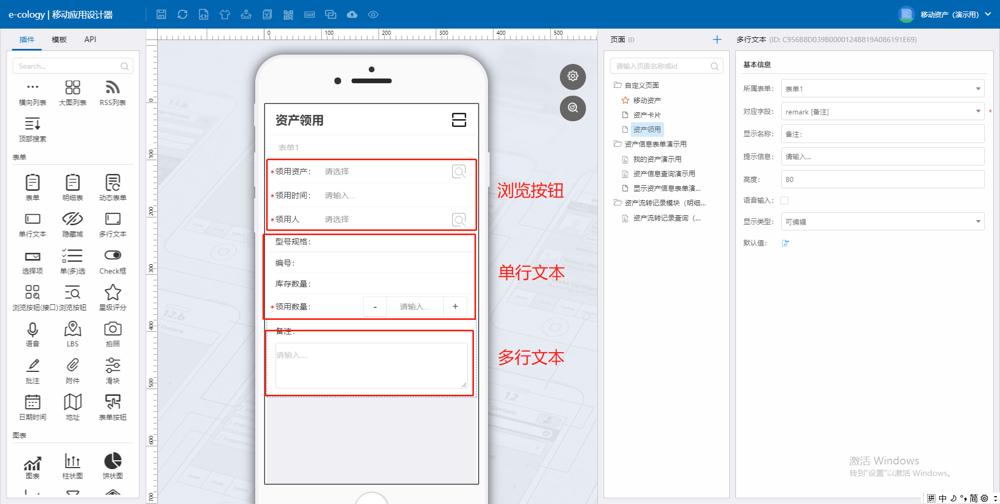 e-cology | 移动应用设计器
移动资产（演示用）
插件
模板
API
Search...
横向列表
大图列表
RSS列表
顶部搜索
表单
表单
明细表
动态表单
单行文本
隐藏域
多行文本
选择项
单(多)选
Check框
浏览按钮(接口)
浏览按钮
星级评分
语音
LBS
拍照
批注
附件
滑块
日期时间
地址
表单按钮
图表
图表
柱状图
饼状图
0
100
200
300
400
500
0
100
200
300
400
500
600
700
资产领用
表单1
*领用资产：
请选择
*领用时间：
请输入...
*领用人
请选择
型号规格：
编号：
库存数量：
*领用数量：
-
请输入...
+
备注：
请输入...
浏览按钮
单行文本
多行文本
页面 ID
请输入页面名称或id
自定义页面
移动资产
资产卡片
资产领用
资产信息表单演示用
我的资产演示用
资产信息查询演示用
显示资产信息表单演...
资产流转记录模块（明细...
资产流转记录查询（...
多行文本 (ID: C956B8D039B0000124B819A086191E69)
基本信息
所属表单：
表单1
对应字段：
remark [备注]
*
显示名称：
备注：
提示信息：
请输入...
高度：
80
语音输入：
显示类型：
可编辑
默认值：
激活 Windows
转到"设置"以激活 Windows。
拼 中 简